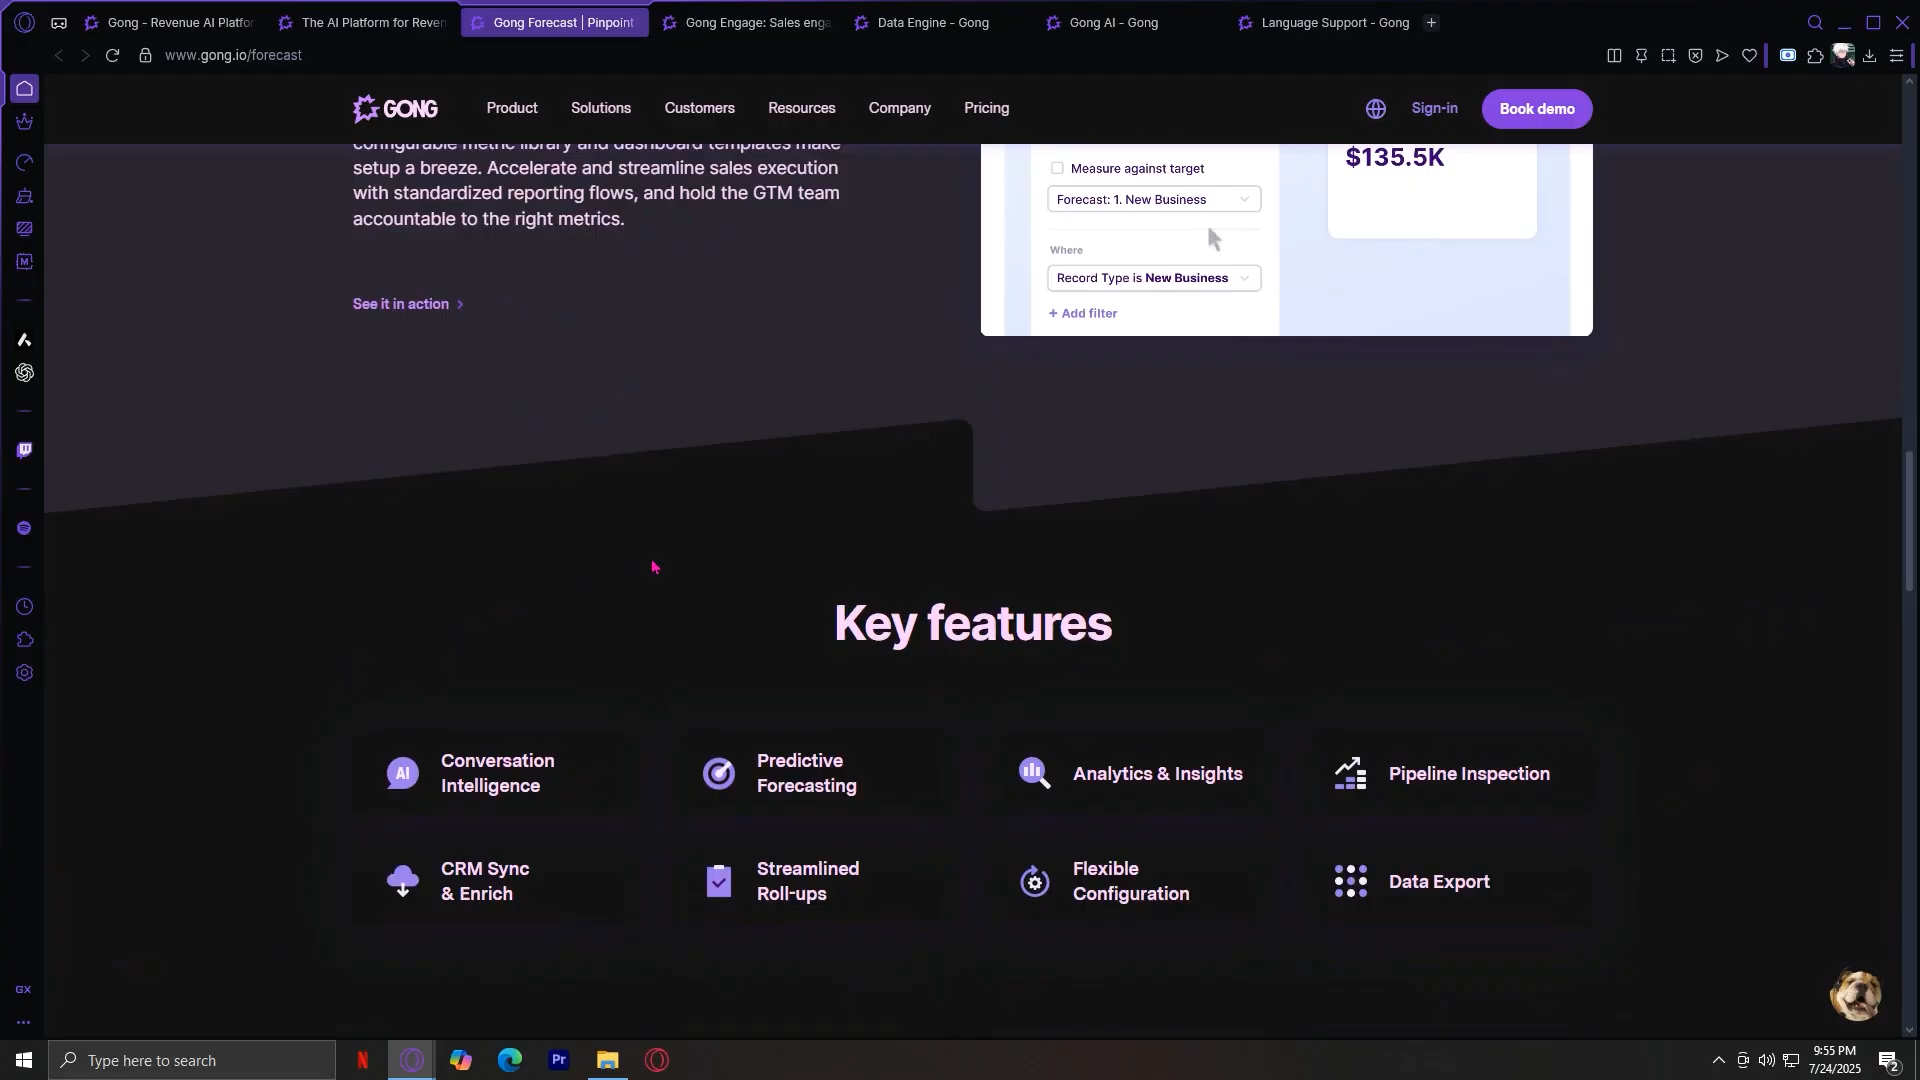 Gong - Revenue AI Platfor
The AI Platform for Reven
Gong Forecast | Pinpoint
Gong Engage: Sales enga
Data Engine - Gong
Gong AI - Gong
Language Support - Gong
www.gong.io/forecast
GONG
Product
Solutions
Customers
Resources
Company
Pricing
Sign-in
Book demo
configurable metric library and dashboard templates make
setup a breeze. Accelerate and streamline sales execution
with standardized reporting flows, and hold the GTM team
accountable to the right metrics.
See it in action
Measure against target
Forecast: 1. New Business
Where
Record Type is New Business
+ Add filter
$135.5K
Key features
AI
Conversation
Intelligence
Predictive
Forecasting
Analytics & Insights
Pipeline Inspection
CRM Sync
& Enrich
Streamlined
Roll-ups
Flexible
Configuration
Data Export
M
GX
Type here to search
N
Pr
9:55 PM
7/24/2025
2